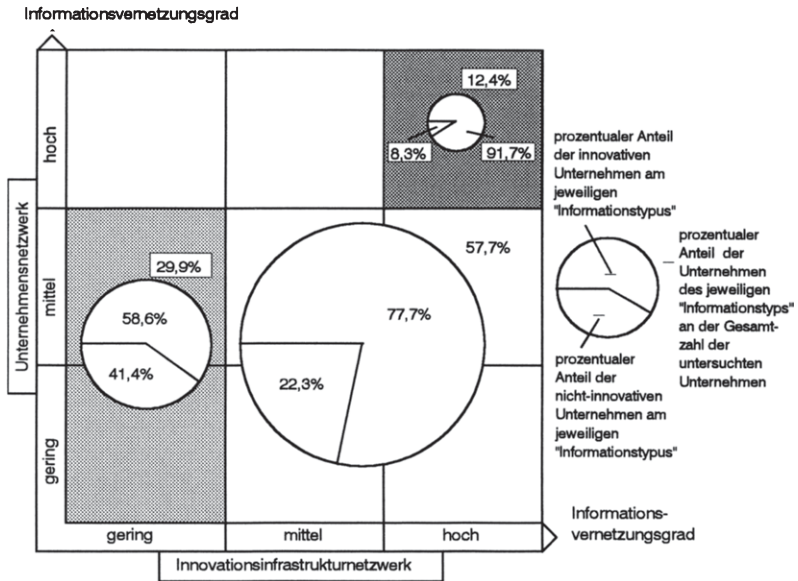 Informationsvernetzungsgrad
Unternehmensnetzwerk
hoch
mittel
gering
12,4%
8,3%
91,7%
29,9%
58,6%
41,4%
57,7%
77,7%
22,3%
prozentualer Anteil
der innovativen
Unternehmen am
jeweiligen
"Informationstypus"
prozentualer
Anteil der
Unternehmen
des jeweiligen
"Informationstyps"
an der Gesamt-
zahl der
untersuchten
Unternehmen
prozentualer
Anteil der
nicht-innovativen
Unternehmen am
jeweiligen
"Informationstypus"
gering
mittel
hoch
Informations-
vernetzungsgrad
Innovationsinfrastrukturnetzwerk